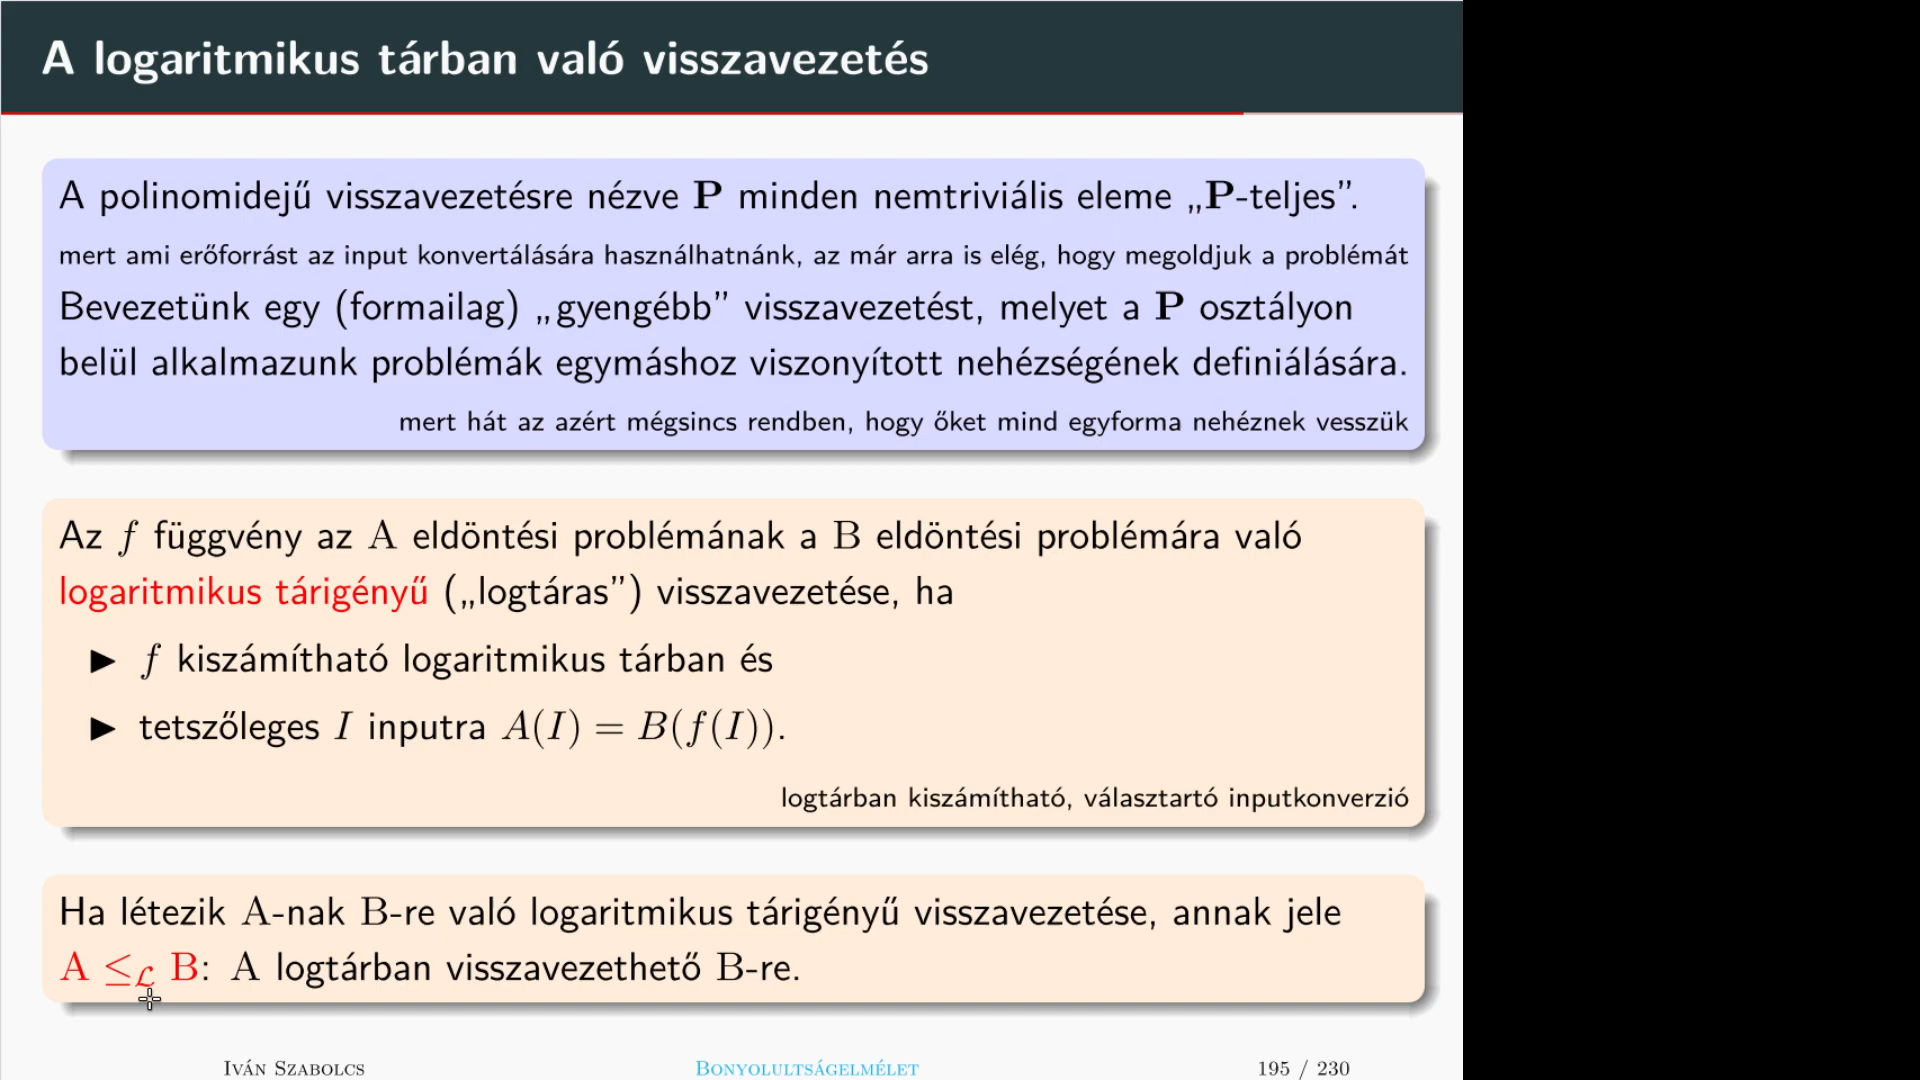 A logaritmikus tárban való visszavezetés
A polinomidejű visszavezetésre nézve P minden nemtriviális eleme „P-teljes”.
mert ami erőforrást az input konvertálására használhatnánk, az már arra is elég, hogy megoldjuk a problémát
Bevezetünk egy (formailag) „gyengébb” visszavezetést, melyet a P osztályon
belül alkalmazunk problémák egymáshoz viszonyított nehézségének definiálására.
mert hát az azért mégsincs rendben, hogy őket mind egyforma nehéznek vesszük
Az f függvény az A eldöntési problémának a B eldöntési problémára való
logaritmikus tárigényű („logtáras”) visszavezetése, ha
▶ f kiszámítható logaritmikus tárban és
▶ tetszőleges I inputra A(I) = B(f(I)).
logtárban kiszámítható, választartó inputkonverzió
Ha létezik A-nak B-re való logaritmikus tárigényű visszavezetése, annak jele
A ≤ℒ B: A logtárban visszavezethető B-re.
Iván Szabolcs Bonyolultságelmélet 195 / 230